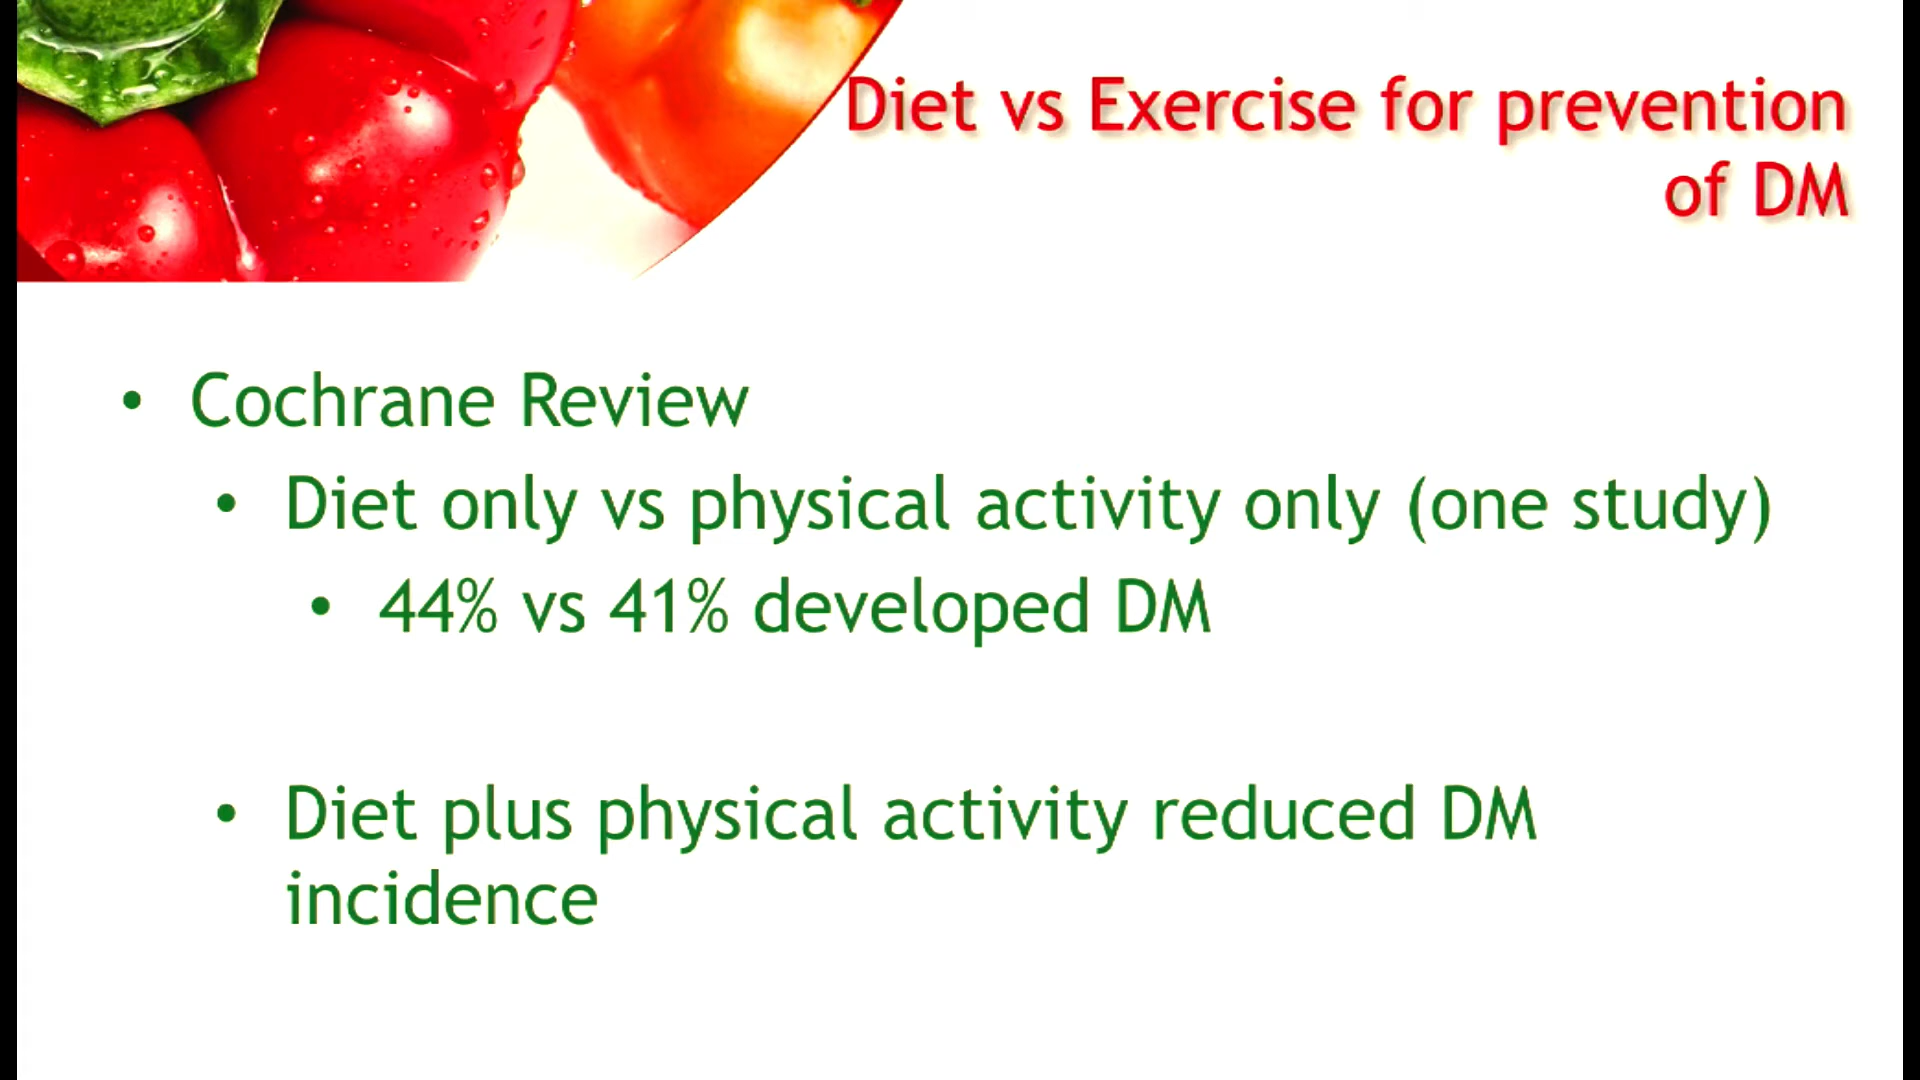 Diet vs Exercise for prevention
of DM
• Cochrane Review
• Diet only vs physical activity only (one study)
• 44% vs 41% developed DM
• Diet plus physical activity reduced DM
incidence